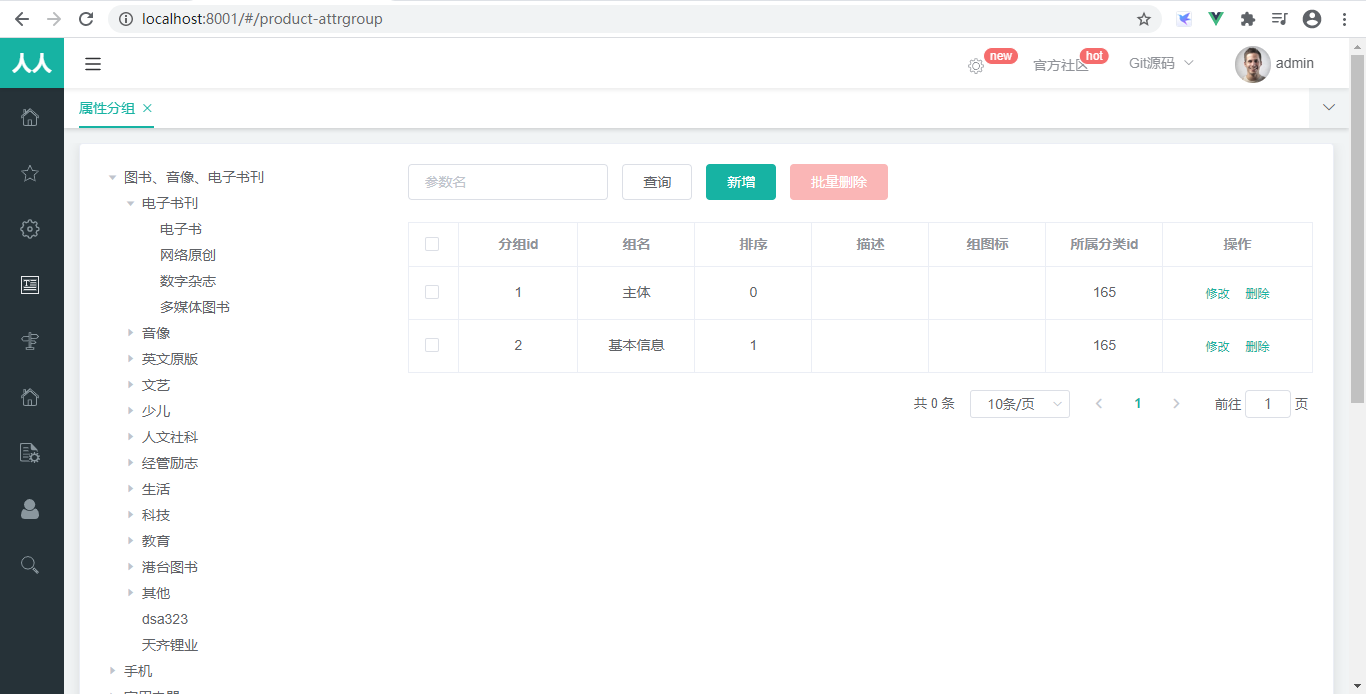 localhost:8001/#/product-attrgroup
人人
new
官方社区
hot
Git源码
admin
属性分组
图书、音像、电子书刊
电子书刊
电子书
网络原创
数字杂志
多媒体图书
音像
英文原版
文艺
少儿
人文社科
经管励志
生活
科技
教育
港台图书
其他
dsa323
天齐锂业
手机
参数名 查询 新增 批量删除
分组id 组名 排序 描述 组图标 所属分类id 操作
1 主体 0 165 修改 删除
2 基本信息 1 165 修改 删除
共 0 条 10条/页 1 前往 1 页